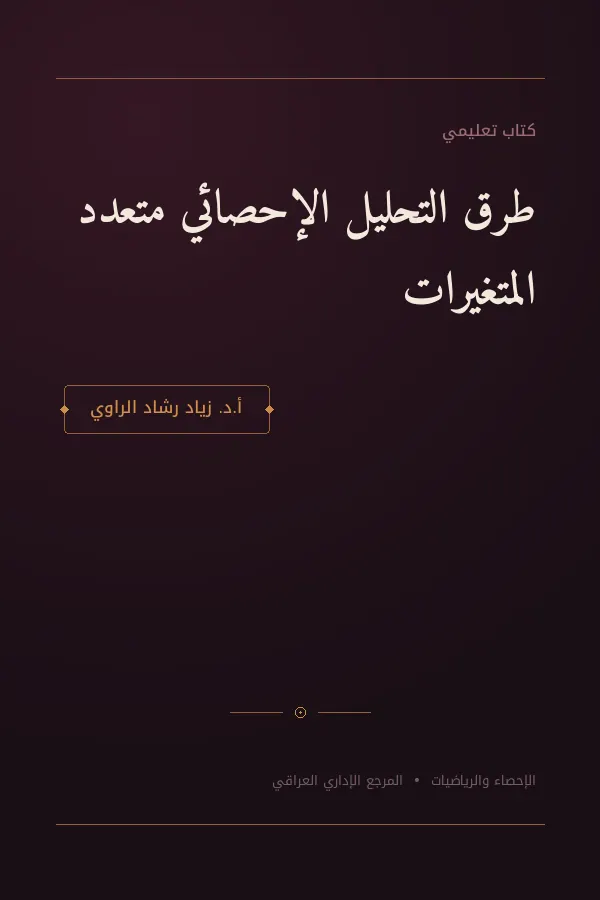 كتاب تعليمي
طرق التحليل الإحصائي متعدد
المتغيرات
أ.د. زياد رشاد الراوي
الإحصاء والرياضيات • المرجع الإداري العراقي